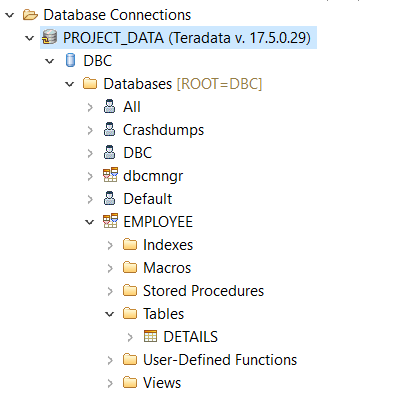 Database Connections
PROJECT_DATA (Teradata v. 17.5.0.29)
DBC
Databases [ROOT=DBC]
All
Crashdumps
DBC
dbcmngr
Default
EMPLOYEE
Indexes
Macros
Stored Procedures
Tables
DETAILS
User-Defined Functions
Views